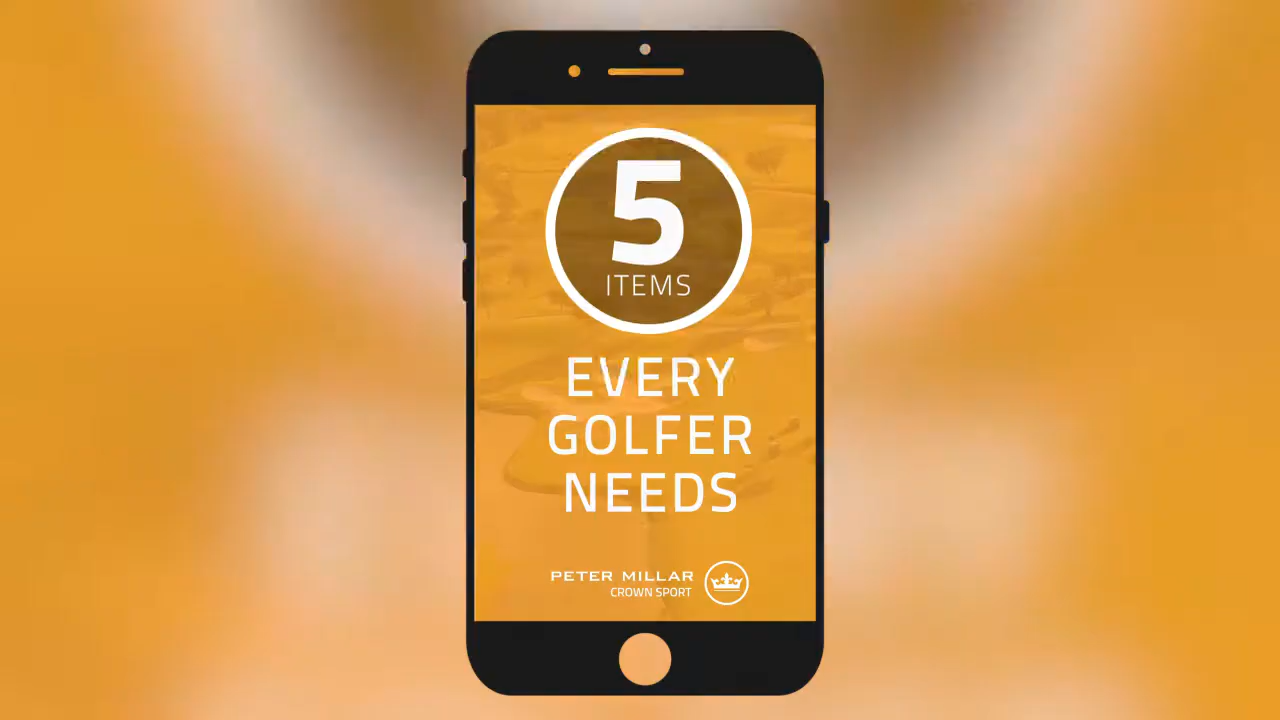 5
ITEMS
EVERY
GOLFER
NEEDS
PETER MILLAR
CROWN SPORT